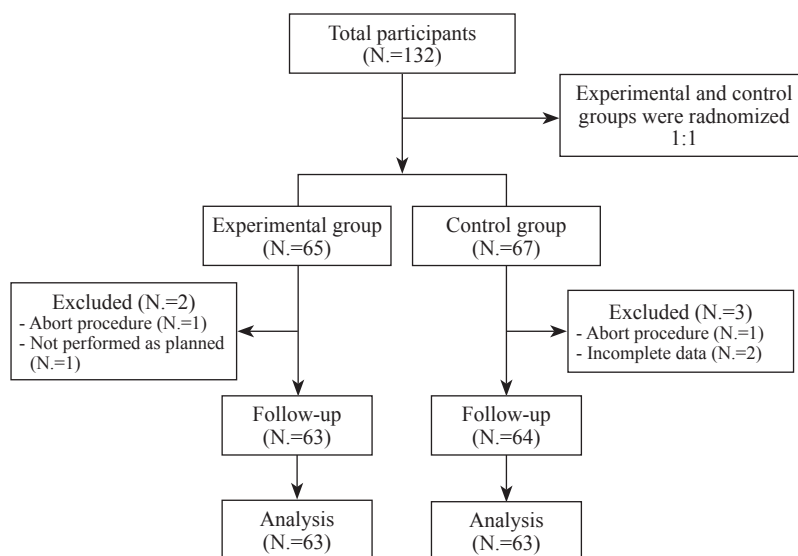 Total participants
(N.=132)
Experimental and control
groups were radnomized
1:1
Experimental group
(N.=65)
Control group
(N.=67)
Excluded (N.=2)
- Abort procedure (N.=1)
- Not performed as planned
(N.=1)
Excluded (N.=3)
- Abort procedure (N.=1)
- Incomplete data (N.=2)
Follow-up
(N.=63)
Follow-up
(N.=64)
Analysis
(N.=63)
Analysis
(N.=63)